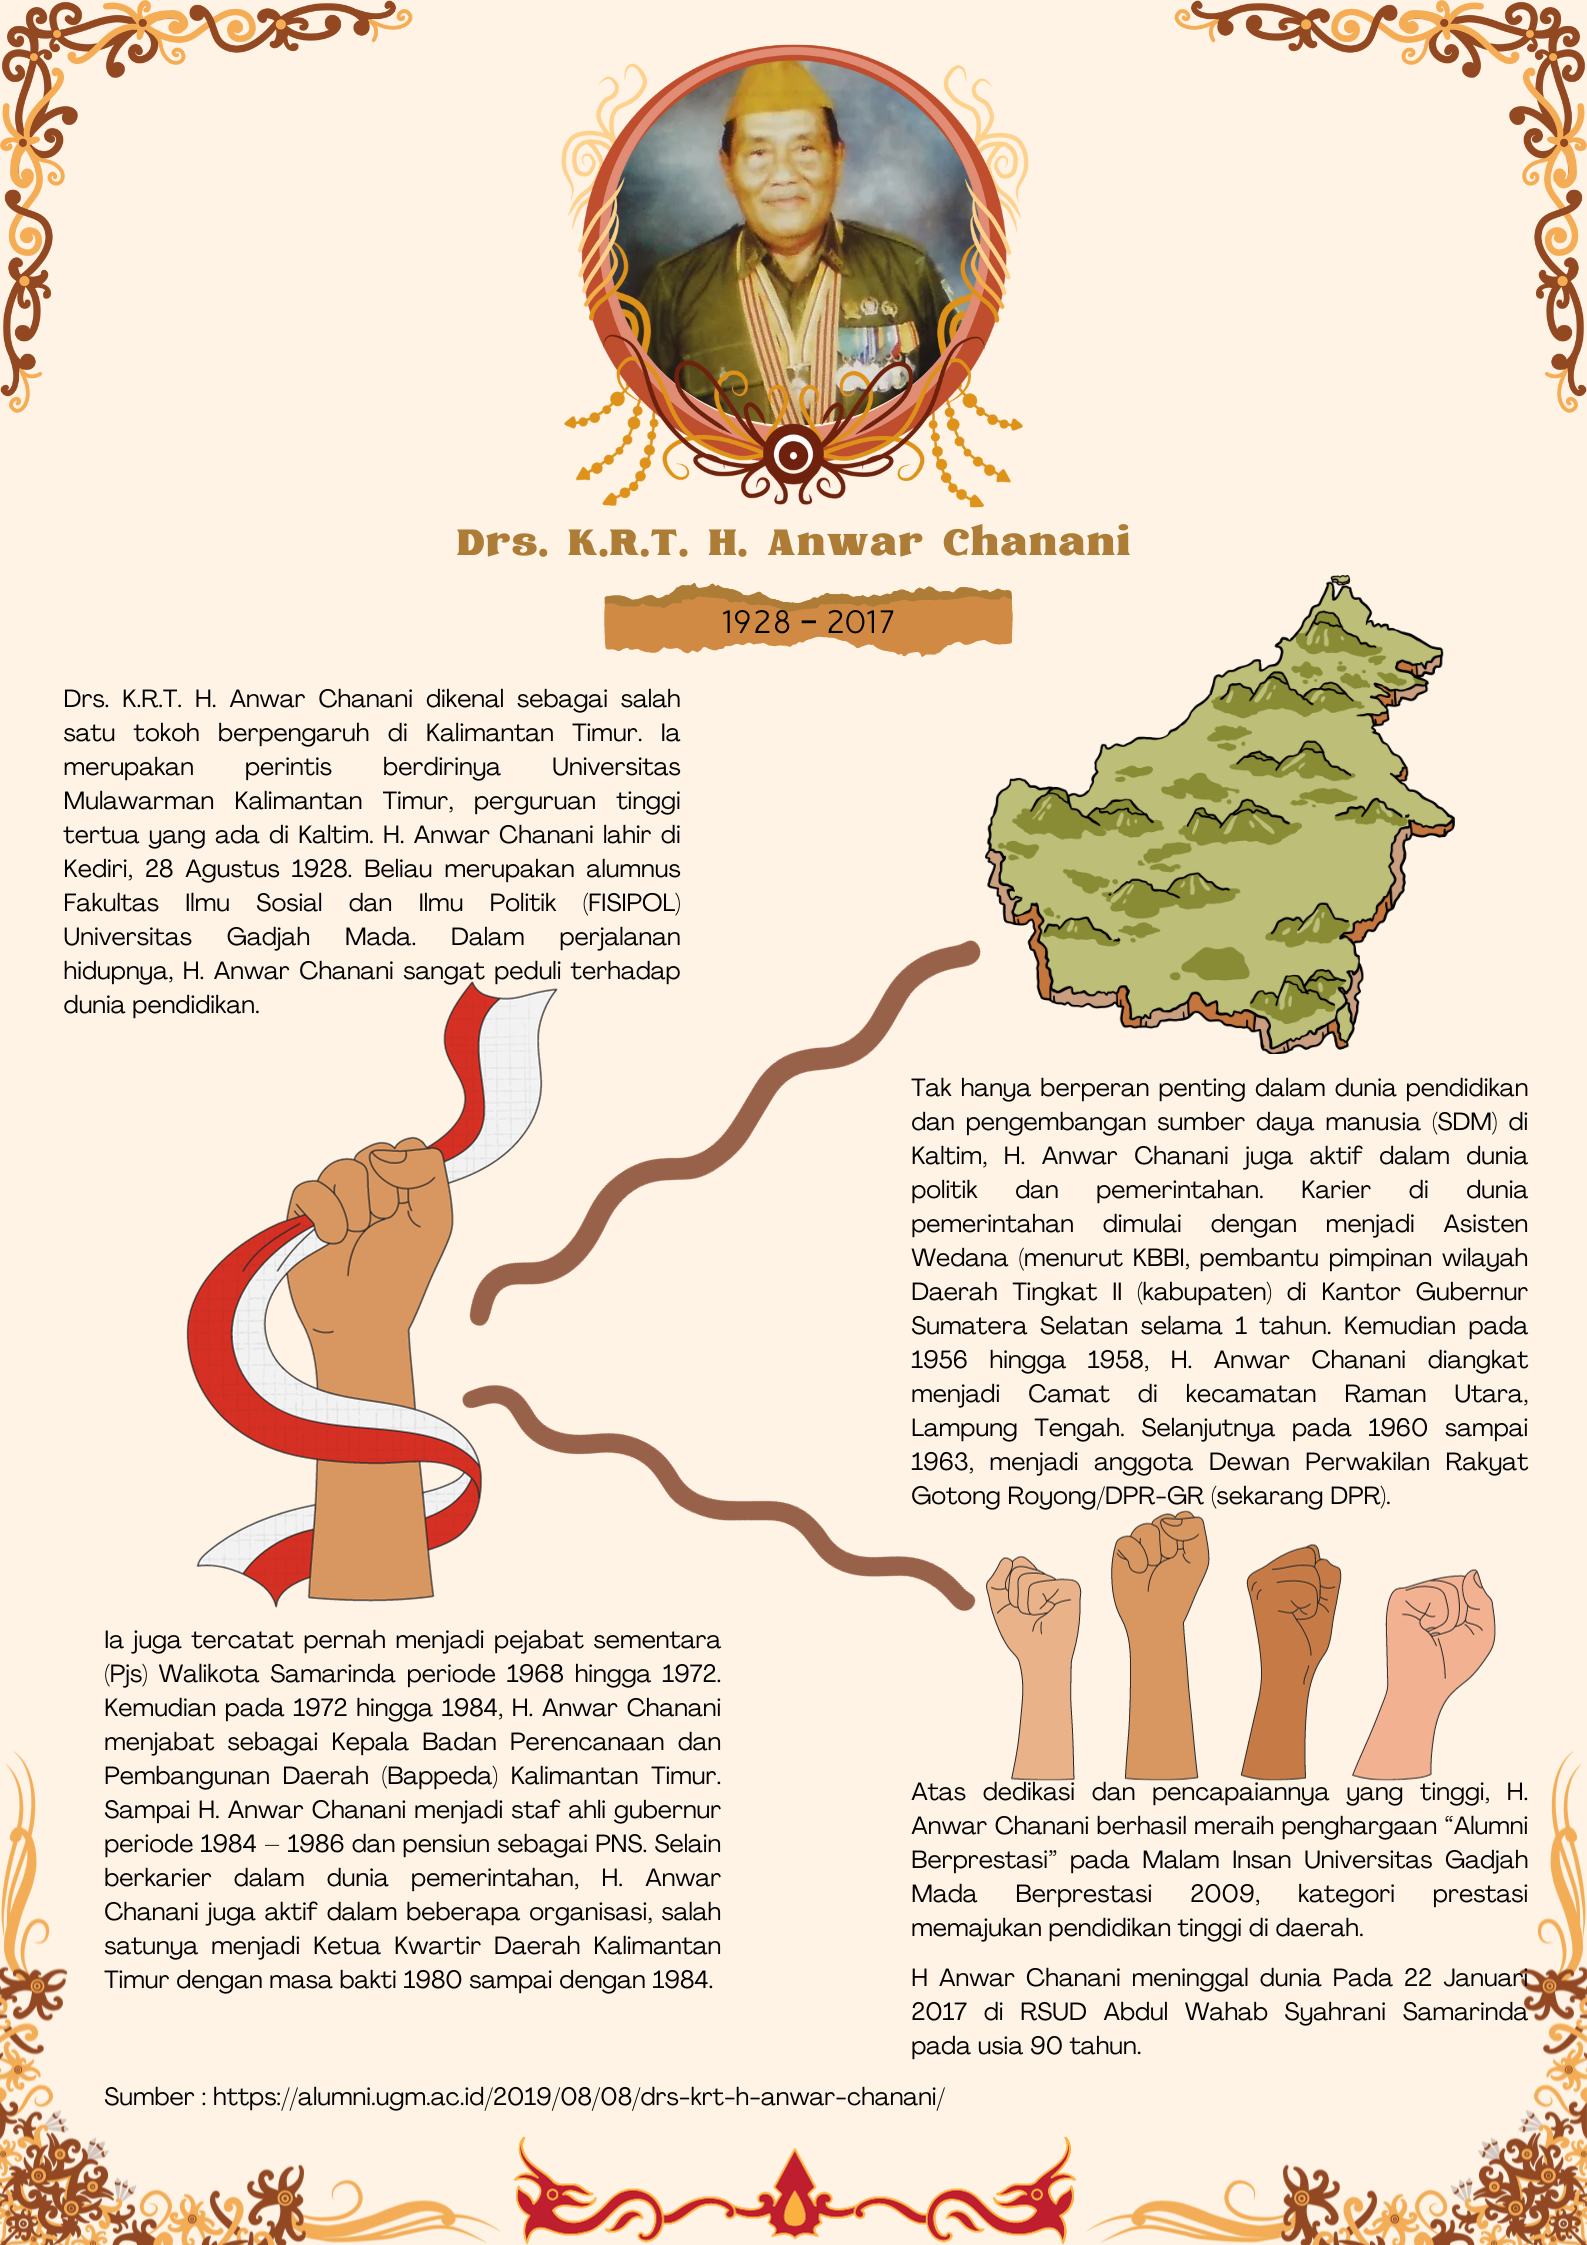 Drs. K.R.T. H. Anwar Chanani
1928 – 2017
Drs. K.R.T. H. Anwar Chanani dikenal sebagai salah
satu tokoh berpengaruh di Kalimantan Timur. Ia
merupakan perintis berdirinya Universitas
Mulawarman Kalimantan Timur, perguruan tinggi
tertua yang ada di Kaltim. H. Anwar Chanani lahir di
Kediri, 28 Agustus 1928. Beliau merupakan alumnus
Fakultas Ilmu Sosial dan Ilmu Politik (FISIPOL)
Universitas Gadjah Mada. Dalam perjalanan
hidupnya, H. Anwar Chanani sangat peduli terhadap
dunia pendidikan.
Tak hanya berperan penting dalam dunia pendidikan
dan pengembangan sumber daya manusia (SDM) di
Kaltim, H. Anwar Chanani juga aktif dalam dunia
politik dan pemerintahan. Karier di dunia
pemerintahan dimulai dengan menjadi Asisten
Wedana (menurut KBBI, pembantu pimpinan wilayah
Daerah Tingkat II (kabupaten) di Kantor Gubernur
Sumatera Selatan selama 1 tahun. Kemudian pada
1956 hingga 1958, H. Anwar Chanani diangkat
menjadi Camat di kecamatan Raman Utara,
Lampung Tengah. Selanjutnya pada 1960 sampai
1963, menjadi anggota Dewan Perwakilan Rakyat
Gotong Royong/DPR-GR (sekarang DPR).
Ia juga tercatat pernah menjadi pejabat sementara
(Pjs) Walikota Samarinda periode 1968 hingga 1972.
Kemudian pada 1972 hingga 1984, H. Anwar Chanani
menjabat sebagai Kepala Badan Perencanaan dan
Pembangunan Daerah (Bappeda) Kalimantan Timur.
Sampai H. Anwar Chanani menjadi staf ahli gubernur
periode 1984 – 1986 dan pensiun sebagai PNS. Selain
berkarier dalam dunia pemerintahan, H. Anwar
Chanani juga aktif dalam beberapa organisasi, salah
satunya menjadi Ketua Kwartir Daerah Kalimantan
Timur dengan masa bakti 1980 sampai dengan 1984.
Atas dedikasi dan pencapaiannya yang tinggi, H.
Anwar Chanani berhasil meraih penghargaan “Alumni
Berprestasi” pada Malam Insan Universitas Gadjah
Mada Berprestasi 2009, kategori prestasi
memajukan pendidikan tinggi di daerah.
H Anwar Chanani meninggal dunia Pada 22 Januari
2017 di RSUD Abdul Wahab Syahrani Samarinda
pada usia 90 tahun.
Sumber : https://alumni.ugm.ac.id/2019/08/08/drs-krt-h-anwar-chanani/